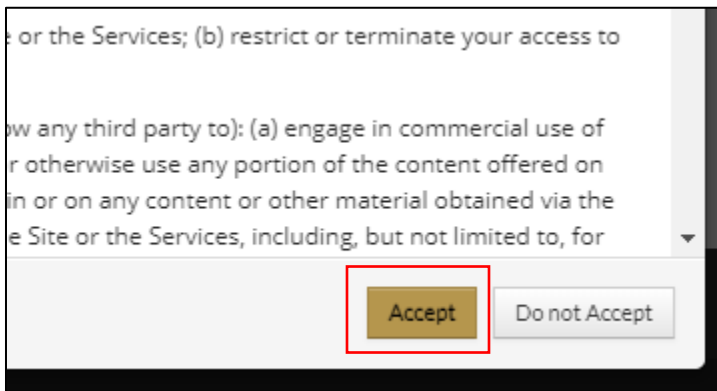 or the Services; (b) restrict or terminate your access to
any third party to): (a) engage in commercial use of
otherwise use any portion of the content offered on
in or on any content or other material obtained via the
e Site or the Services, including, but not limited to, for
Accept
Do not Accept